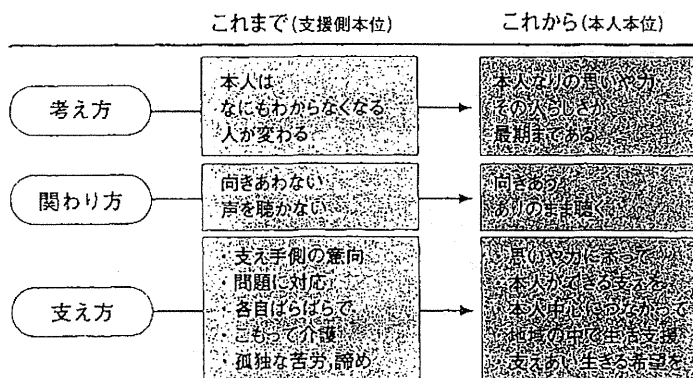 これまで(支援側本位)
これから(本人本位)
考え方
本人は
なにもわからなくなる
人が変わる
本人なりの思いや力、
その人らしさが
最期まである
関わり方
向きあわない
声を聴かない
向きあう
ありのまま聴く
支え方
・支え手側の意向
・問題に対応
・各自ばらばらで
・こもって介護
・孤独な苦労,諦め
・思いや力にそって
・本人ができる支えを
・本人中心につながって
・地域の中で生活支援
・支えあい生きる希望を